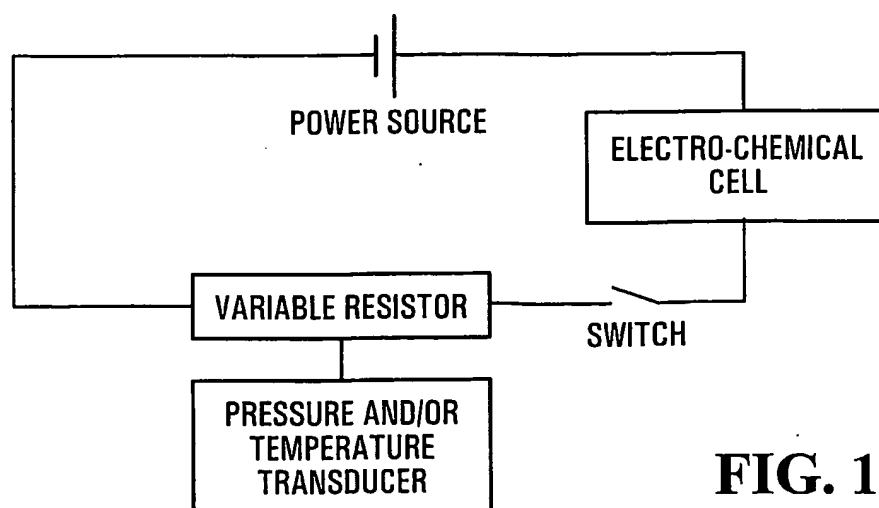 POWER SOURCE
ELECTRO-CHEMICAL
CELL
VARIABLE RESISTOR
SWITCH
PRESSURE AND/OR
TEMPERATURE
TRANSDUCER
FIG. 1